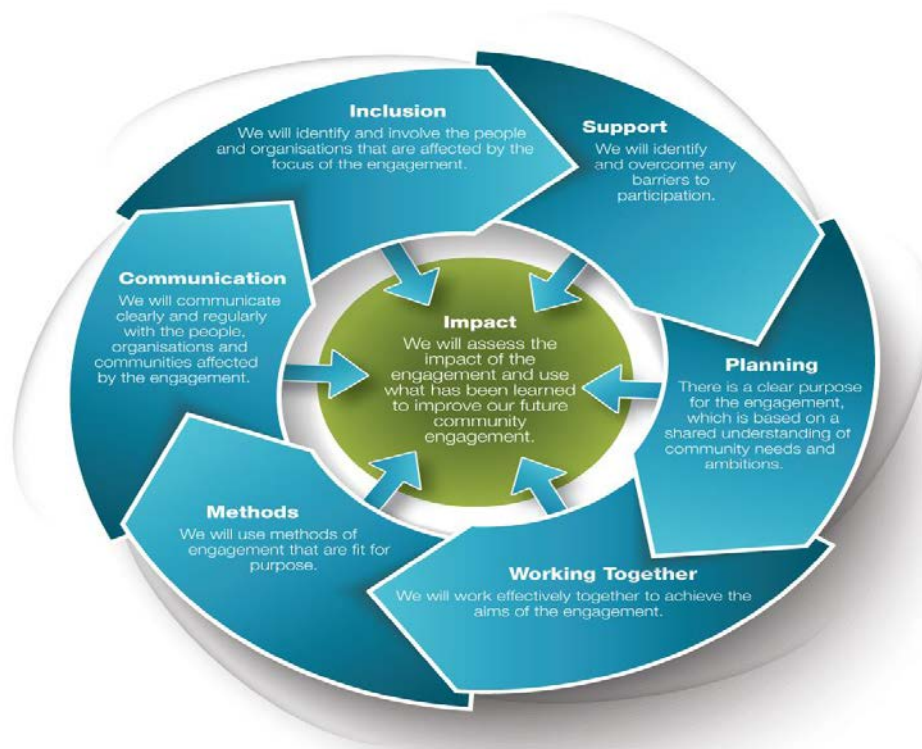 Inclusion
We will identify and involve the people
and organisations that are affected by the
focus of the engagement.
Support
We will identify
and overcome any
barriers to
participation.
Planning
There is a clear purpose
for the engagement,
which is based on a
shared understanding of
community needs and
ambitions.
Working Together
We will work effectively together to achieve the
aims of the engagement.
Methods
We will use methods of
engagement that are fit for
purpose.
Communication
We will communicate
clearly and regularly
with the people,
organisations and
communities affected
by the engagement.
Impact
We will assess the
impact of the
engagement and use
what has been learned
to improve our future
community
engagement.